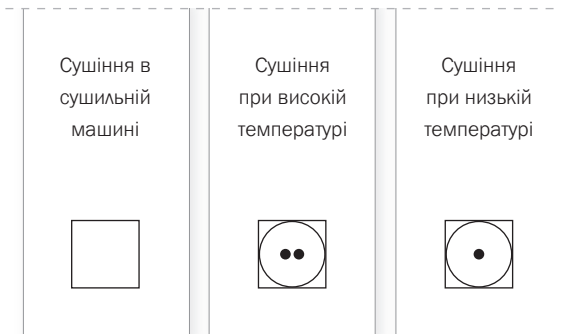 Сушіння в
сушильній
машині
Сушіння
при високій
температурі
Сушіння
при низькій
температурі